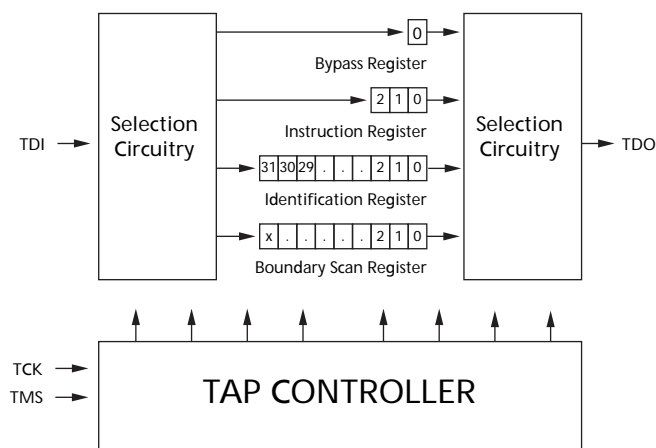 0
Bypass Register
2 1 0
Instruction Register
Selection
Circuitry
Selection
Circuitry
TDI
TDO
31 30 29 . . . 2 1 0
Identification Register
x . . . . . 2 1 0
Boundary Scan Register
TCK
TMS
TAP CONTROLLER